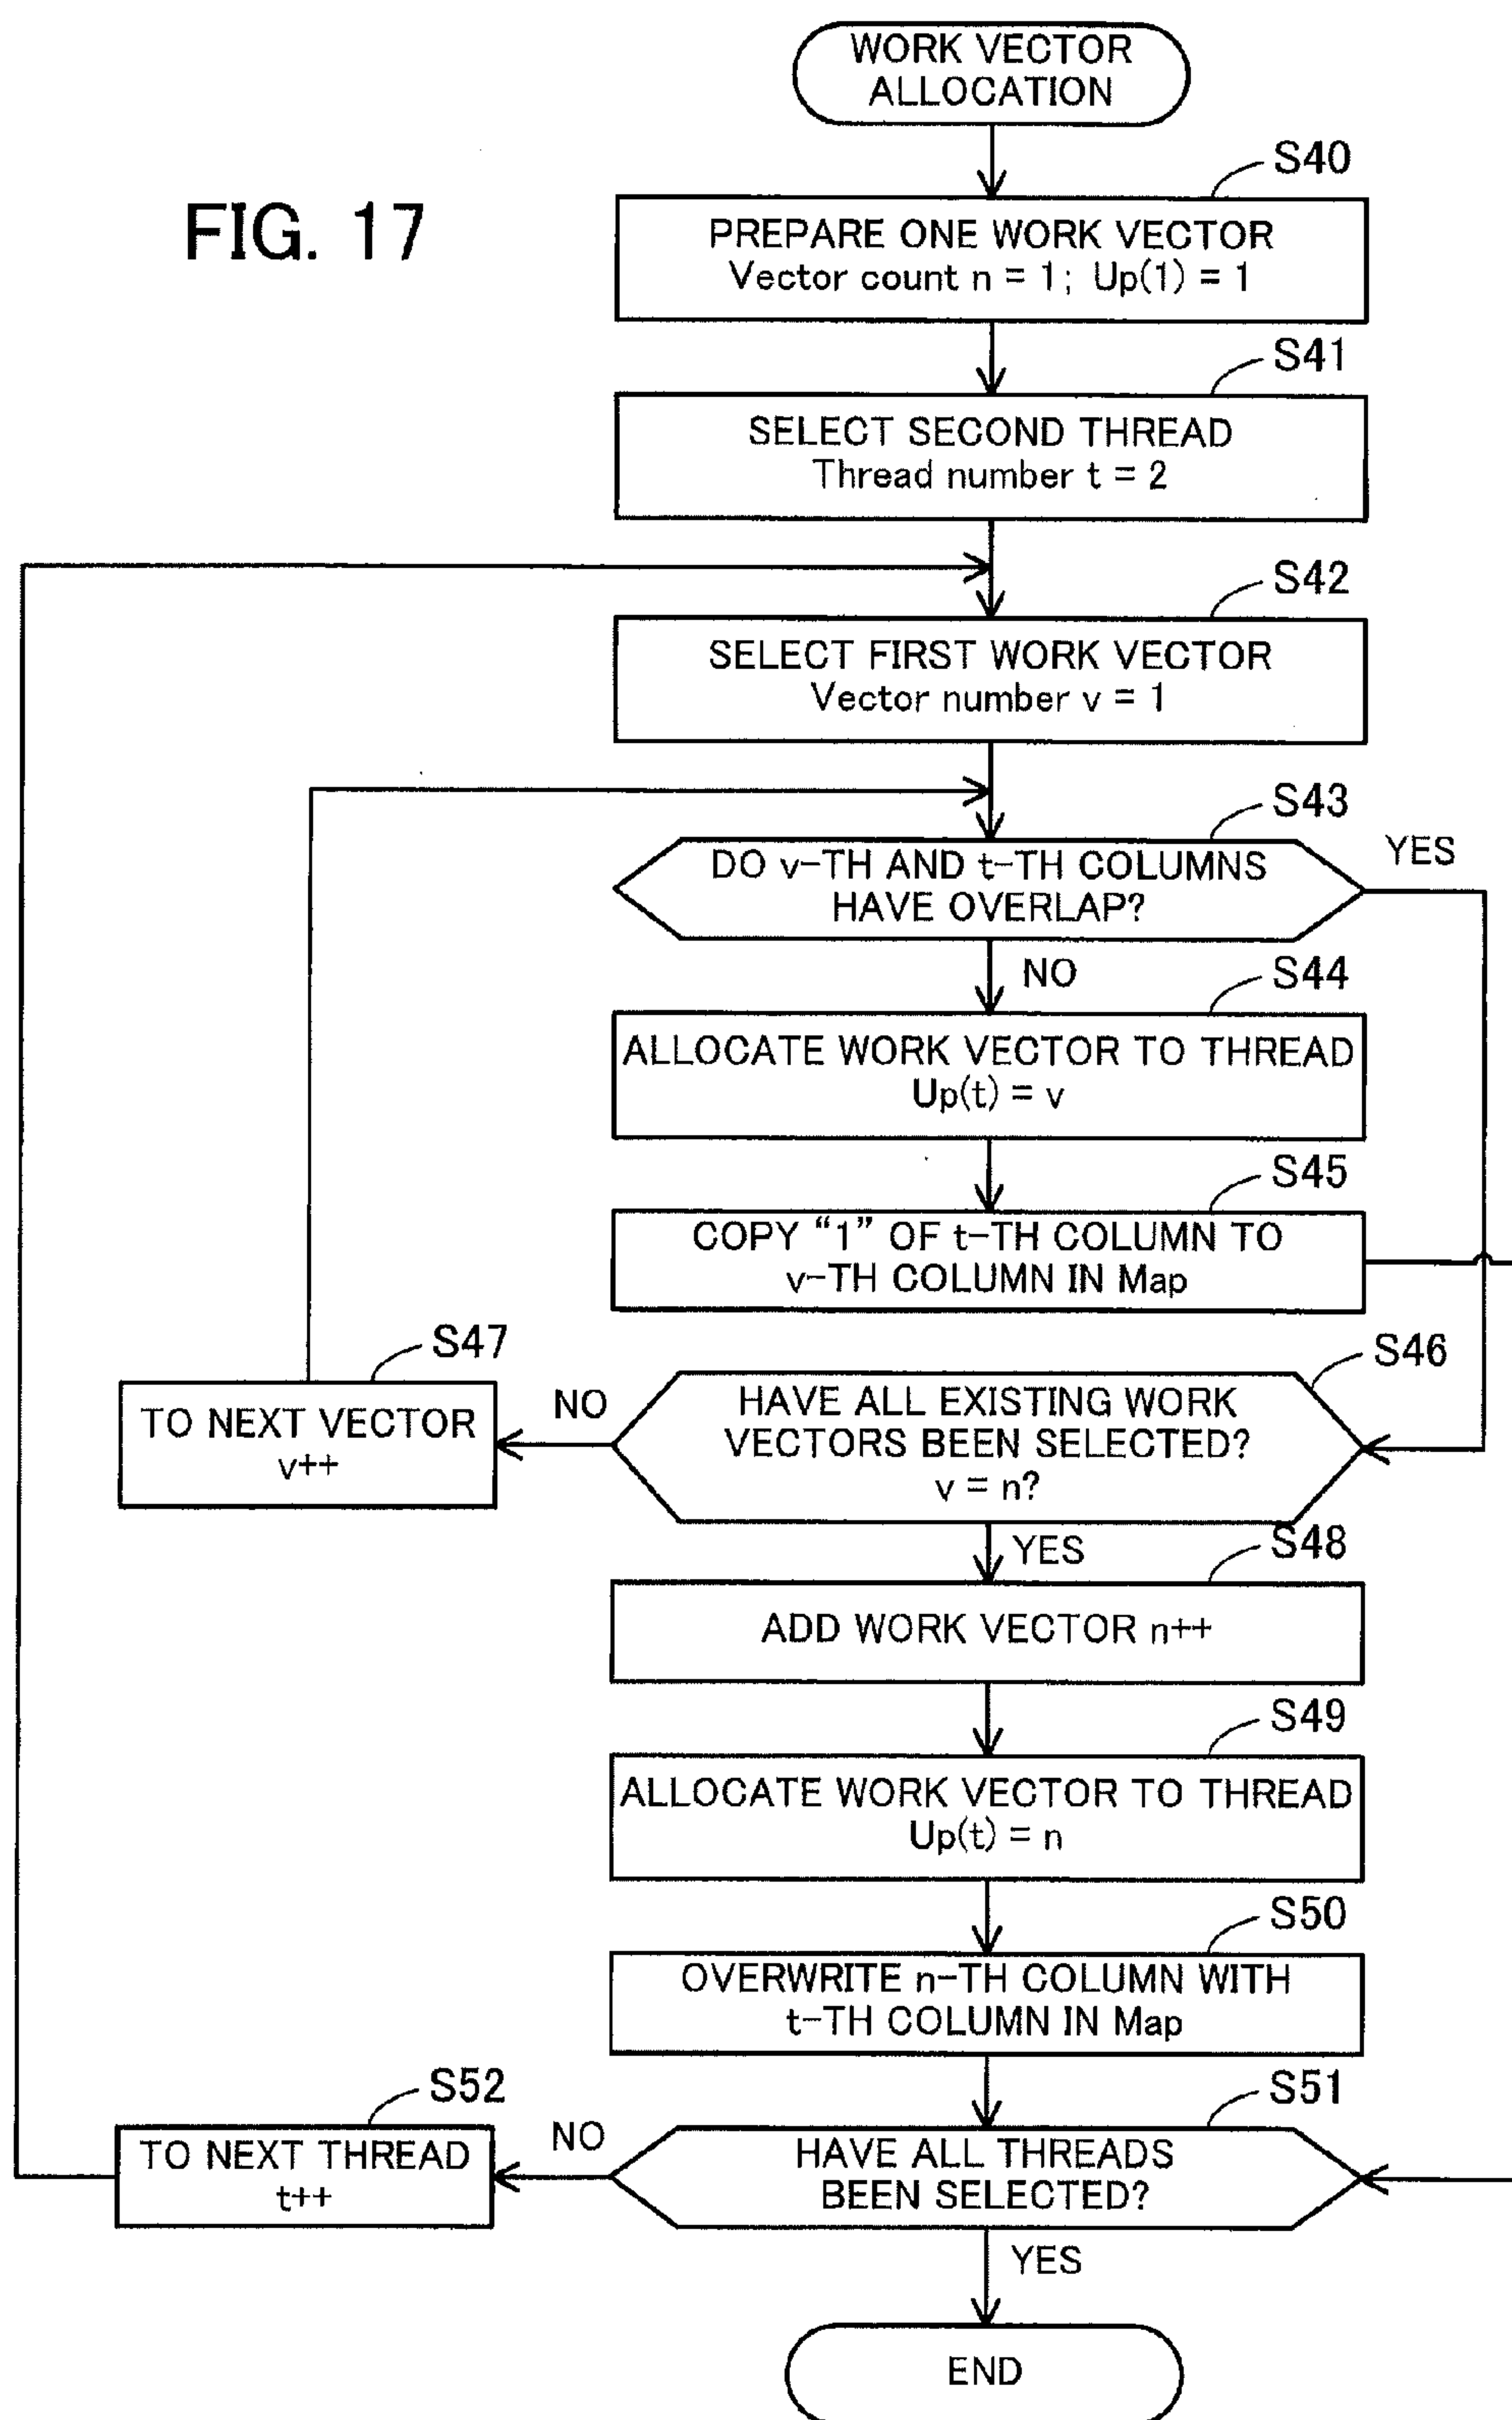 FIG. 17
WORK VECTOR
ALLOCATION
S40
PREPARE ONE WORK VECTOR
Vector count n = 1; Up(1) = 1
S41
SELECT SECOND THREAD
Thread number t = 2
S42
SELECT FIRST WORK VECTOR
Vector number v = 1
S43
DO v-TH AND t-TH COLUMNS
HAVE OVERLAP?
YES
NO
S44
ALLOCATE WORK VECTOR TO THREAD
Up(t) = v
S45
COPY “1” OF t-TH COLUMN TO
v-TH COLUMN IN Map
S46
HAVE ALL EXISTING WORK
VECTORS BEEN SELECTED?
v = n?
NO
S47
TO NEXT VECTOR
v++
YES
S48
ADD WORK VECTOR n++
S49
ALLOCATE WORK VECTOR TO THREAD
Up(t) = n
S50
OVERWRITE n-TH COLUMN WITH
t-TH COLUMN IN Map
S51
HAVE ALL THREADS
BEEN SELECTED?
NO
S52
TO NEXT THREAD
t++
YES
END